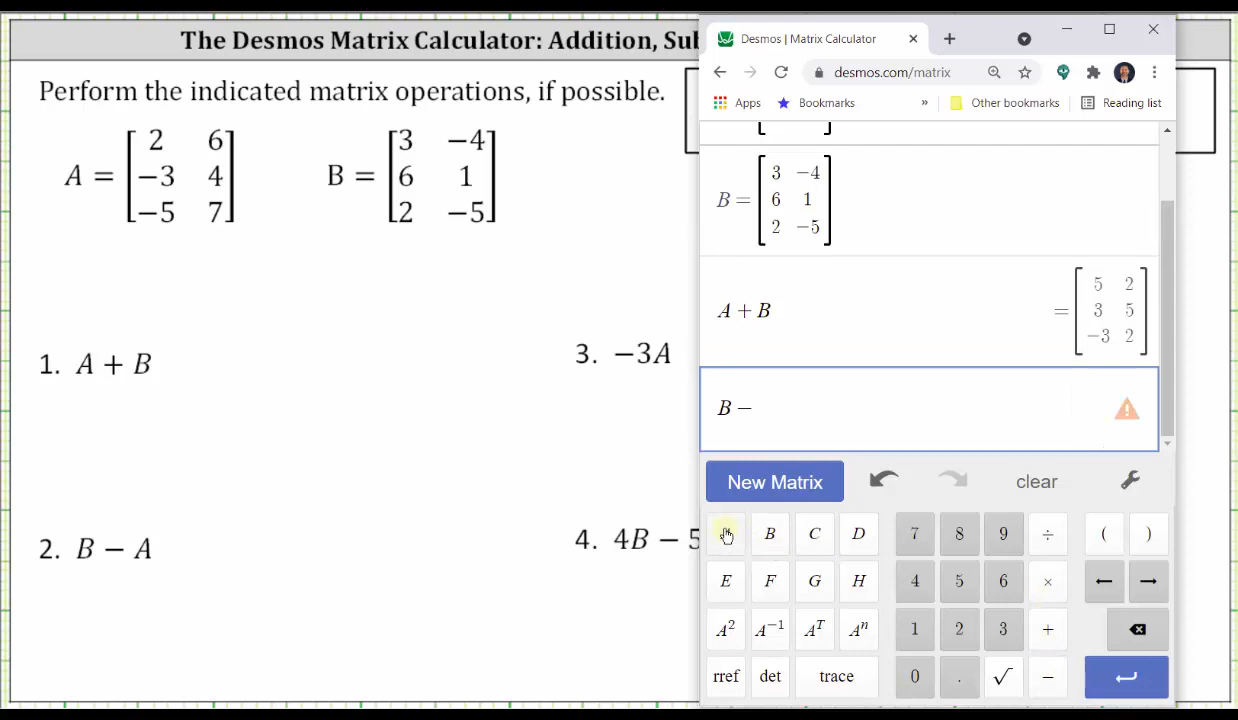 The Desmos Matrix Calculator: Addition, Sub
Perform the indicated matrix operations, if possible.
A = [2 6
−3 4
−5 7]
B = [3 −4
6 1
2 −5]
1. A + B
3. −3A
2. B − A
4. 4B − 5
Desmos | Matrix Calculator
desmos.com/matrix
Apps Bookmarks » Other bookmarks Reading list
B = [3 −4
6 1
2 −5]
A + B = [5 2
3 5
−3 2]
B −
New Matrix clear
B C D 7 8 9 ÷ ( )
E F G H 4 5 6 × ← →
A² A⁻¹ Aᵀ Aⁿ 1 2 3 +
rref det trace 0 . √ −